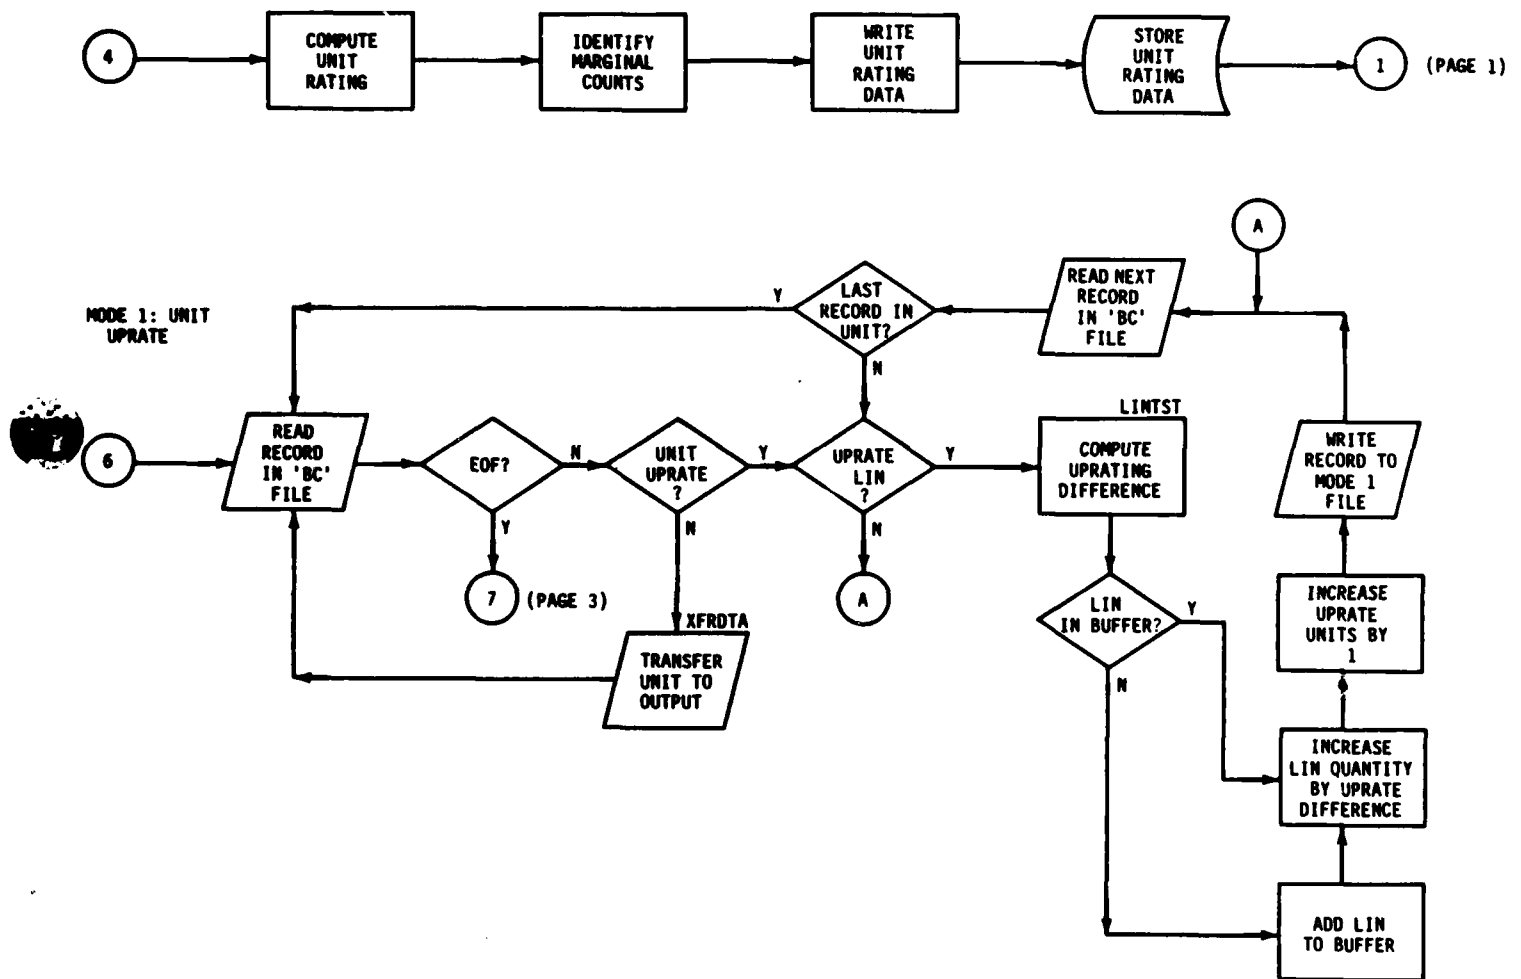 4
COMPUTE
UNIT
RATING
IDENTIFY
MARGINAL
COUNTS
WRITE
UNIT
RATING
DATA
STORE
UNIT
RATING
DATA
1
(PAGE 1)
A
MODE 1: UNIT
UPRATE
Y
LAST
RECORD IN
UNIT?
N
READ NEXT
RECORD
IN 'BC'
FILE
6
READ
RECORD
IN 'BC'
FILE
EOF?
N
Y
7
(PAGE 3)
UNIT
UPRATE
?
Y
N
XFRDTA
TRANSFER
UNIT TO
OUTPUT
UPRATE
LIN
?
Y
N
A
LINTST
COMPUTE
UPRATING
DIFFERENCE
LIN
IN BUFFER?
Y
N
WRITE
RECORD TO
MODE 1
FILE
INCREASE
UPRATE
UNITS BY
1
INCREASE
LIN QUANTITY
BY UPRATE
DIFFERENCE
ADD LIN
TO BUFFER